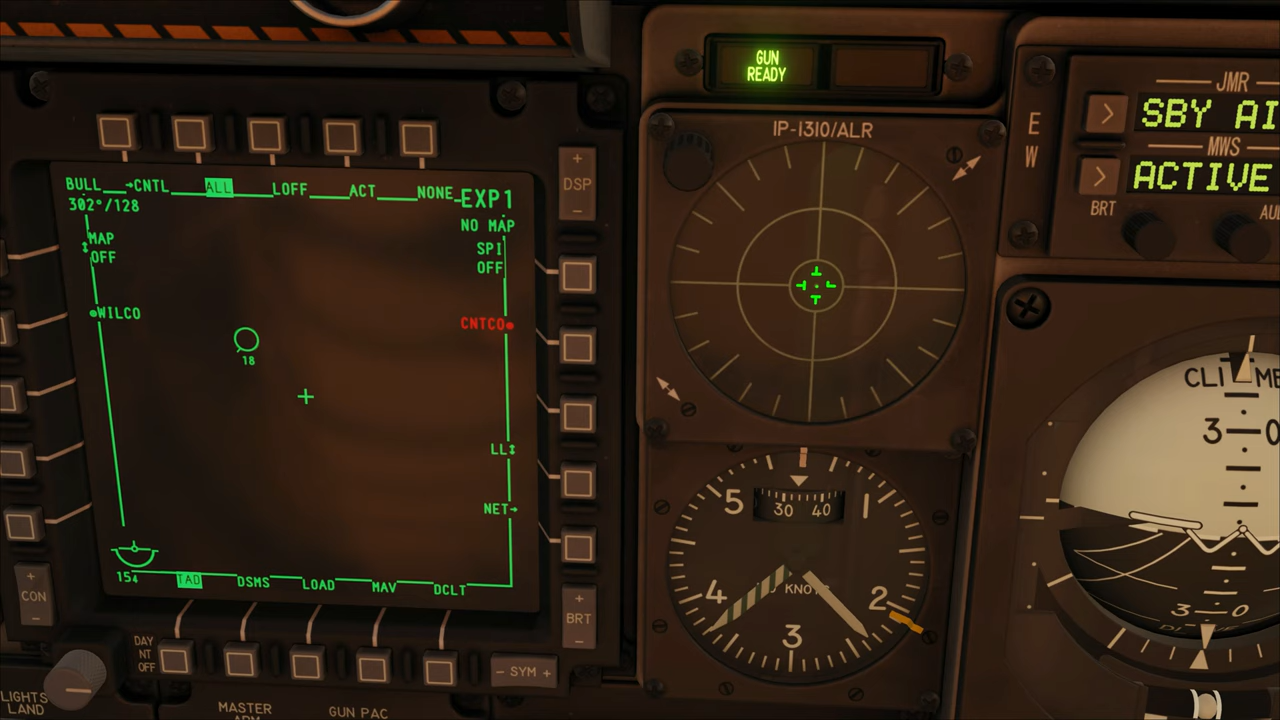 GUN
READY
JMR
SBY AI
MWS
ACTIVE
BRT
E
W
IP-1310/ALR
BULL
→CNTL
ALL
LOFF
ACT
NONE
EXP1
302°/128
NO MAP
MAP
OFF
SPI
OFF
WILCO
CNTCO
18
LL↕
NET→
154
TAD
DSMS
LOAD
MAV
DCLT
+
DSP
-
+
CON
-
+
BRT
-
- SYM +
DAY
NT
OFF
LIGHTS
LAND
MASTER
GUN PAC
5
1
30 40
4
2
3
CLI
3 0
3 0